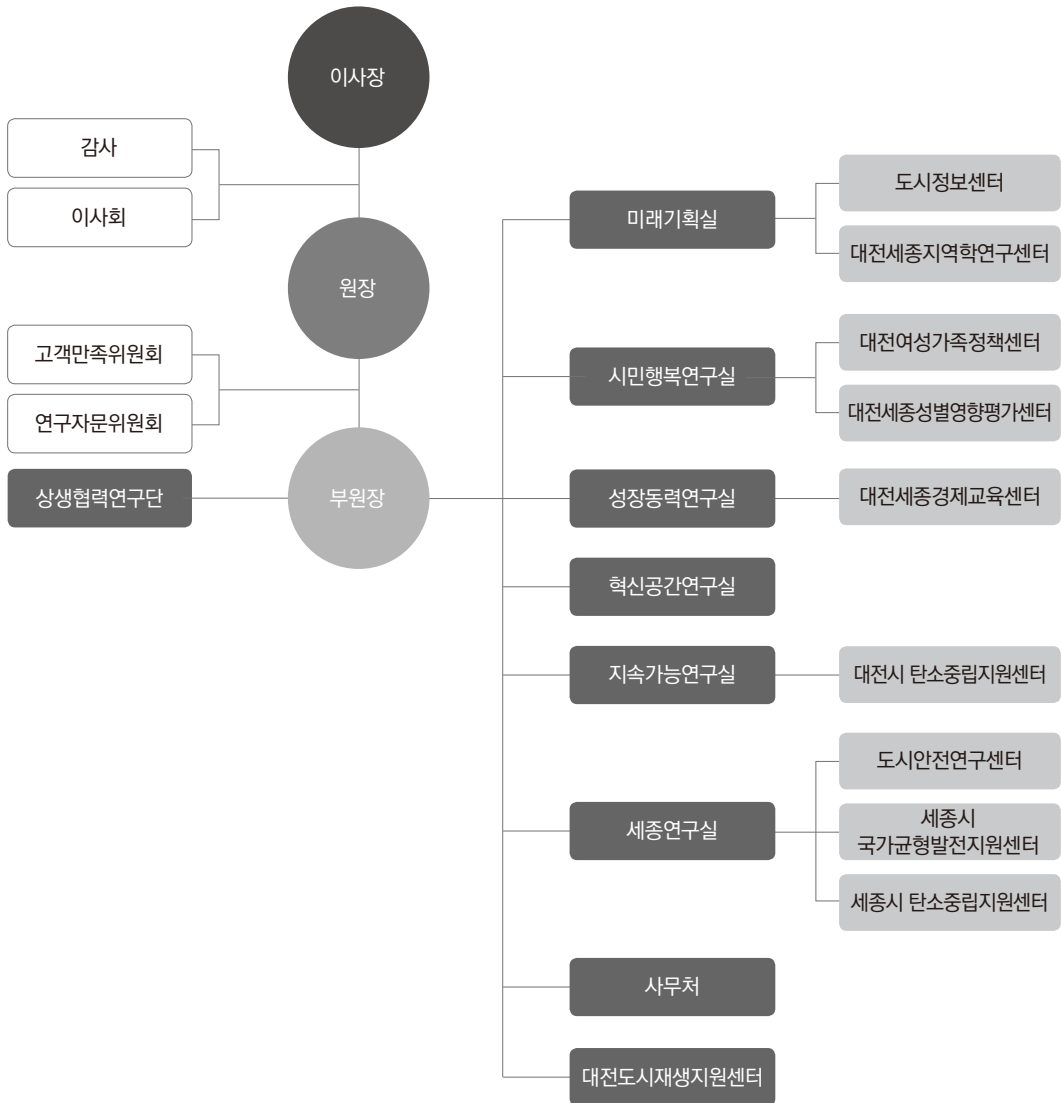 이사장
감사
이사회
원장
고객만족위원회
연구자문위원회
상생협력연구단
부원장
미래기획실
도시정보센터
대전세종지역학연구센터
시민행복연구실
대전여성가족정책센터
대전세종성별영향평가센터
성장동력연구실
대전세종경제교육센터
혁신공간연구실
지속가능연구실
대전시 탄소중립지원센터
세종연구실
도시안전연구센터
세종시
국가균형발전지원센터
세종시 탄소중립지원센터
사무처
대전도시재생지원센터